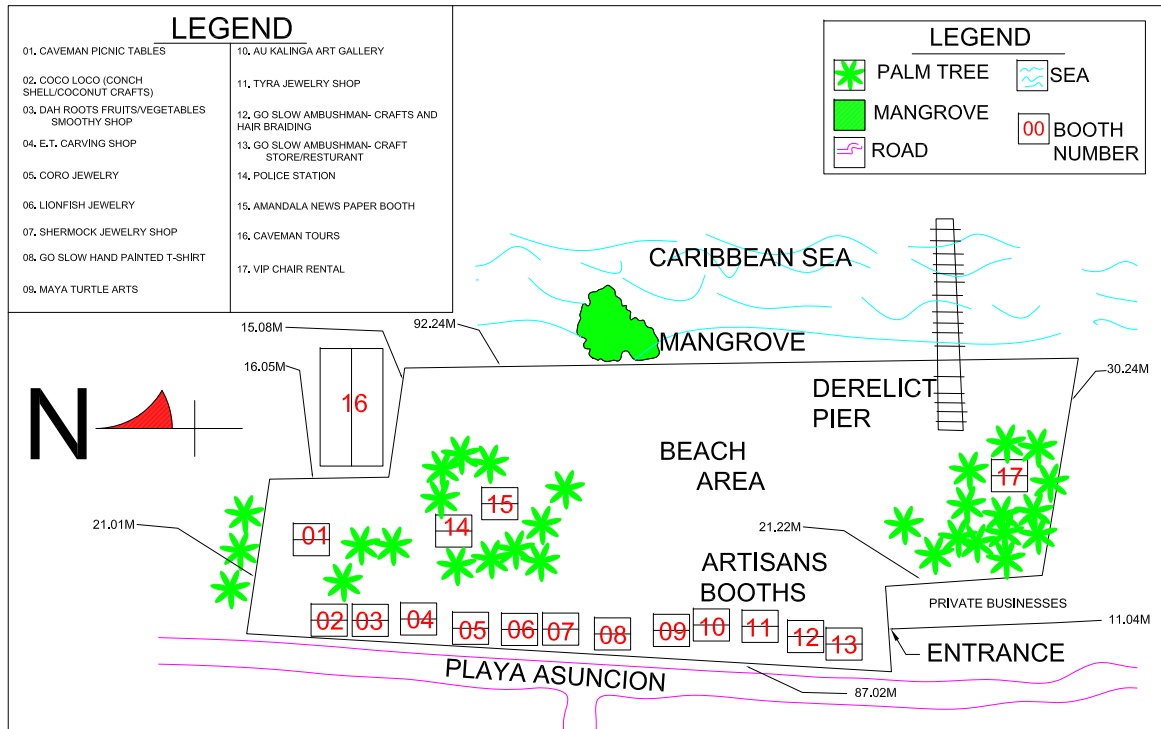 LEGEND
01. CAVEMAN PICNIC TABLES
02. COCO LOCO (CONCH
SHELL/COCONUT CRAFTS)
03. DAH ROOTS FRUITS/VEGETABLES
SMOOTHY SHOP
04. E.T. CARVING SHOP
05. CORO JEWELRY
06. LIONFISH JEWELRY
07. SHERMOCK JEWELRY SHOP
08. GO SLOW HAND PAINTED T-SHIRT
09. MAYA TURTLE ARTS
10. AU KALINGA ART GALLERY
11. TYRA JEWELRY SHOP
12. GO SLOW AMBUSHMAN- CRAFTS AND
HAIR BRAIDING
13. GO SLOW AMBUSHMAN- CRAFT
STORE/RESTURANT
14. POLICE STATION
15. AMANDALA NEWS PAPER BOOTH
16. CAVEMAN TOURS
17. VIP CHAIR RENTAL
LEGEND
PALM TREE
SEA
MANGROVE
00 BOOTH
NUMBER
ROAD
CARIBBEAN SEA
15.08M
92.24M
MANGROVE
16.05M
30.24M
DERELICT
PIER
N
16
BEACH
AREA
17
15
14
01
21.01M
21.22M
ARTISANS
BOOTHS
PRIVATE BUSINESSES
11.04M
02
03
04
05
06
07
08
09
10
11
12
13
ENTRANCE
PLAYA ASUNCION
87.02M